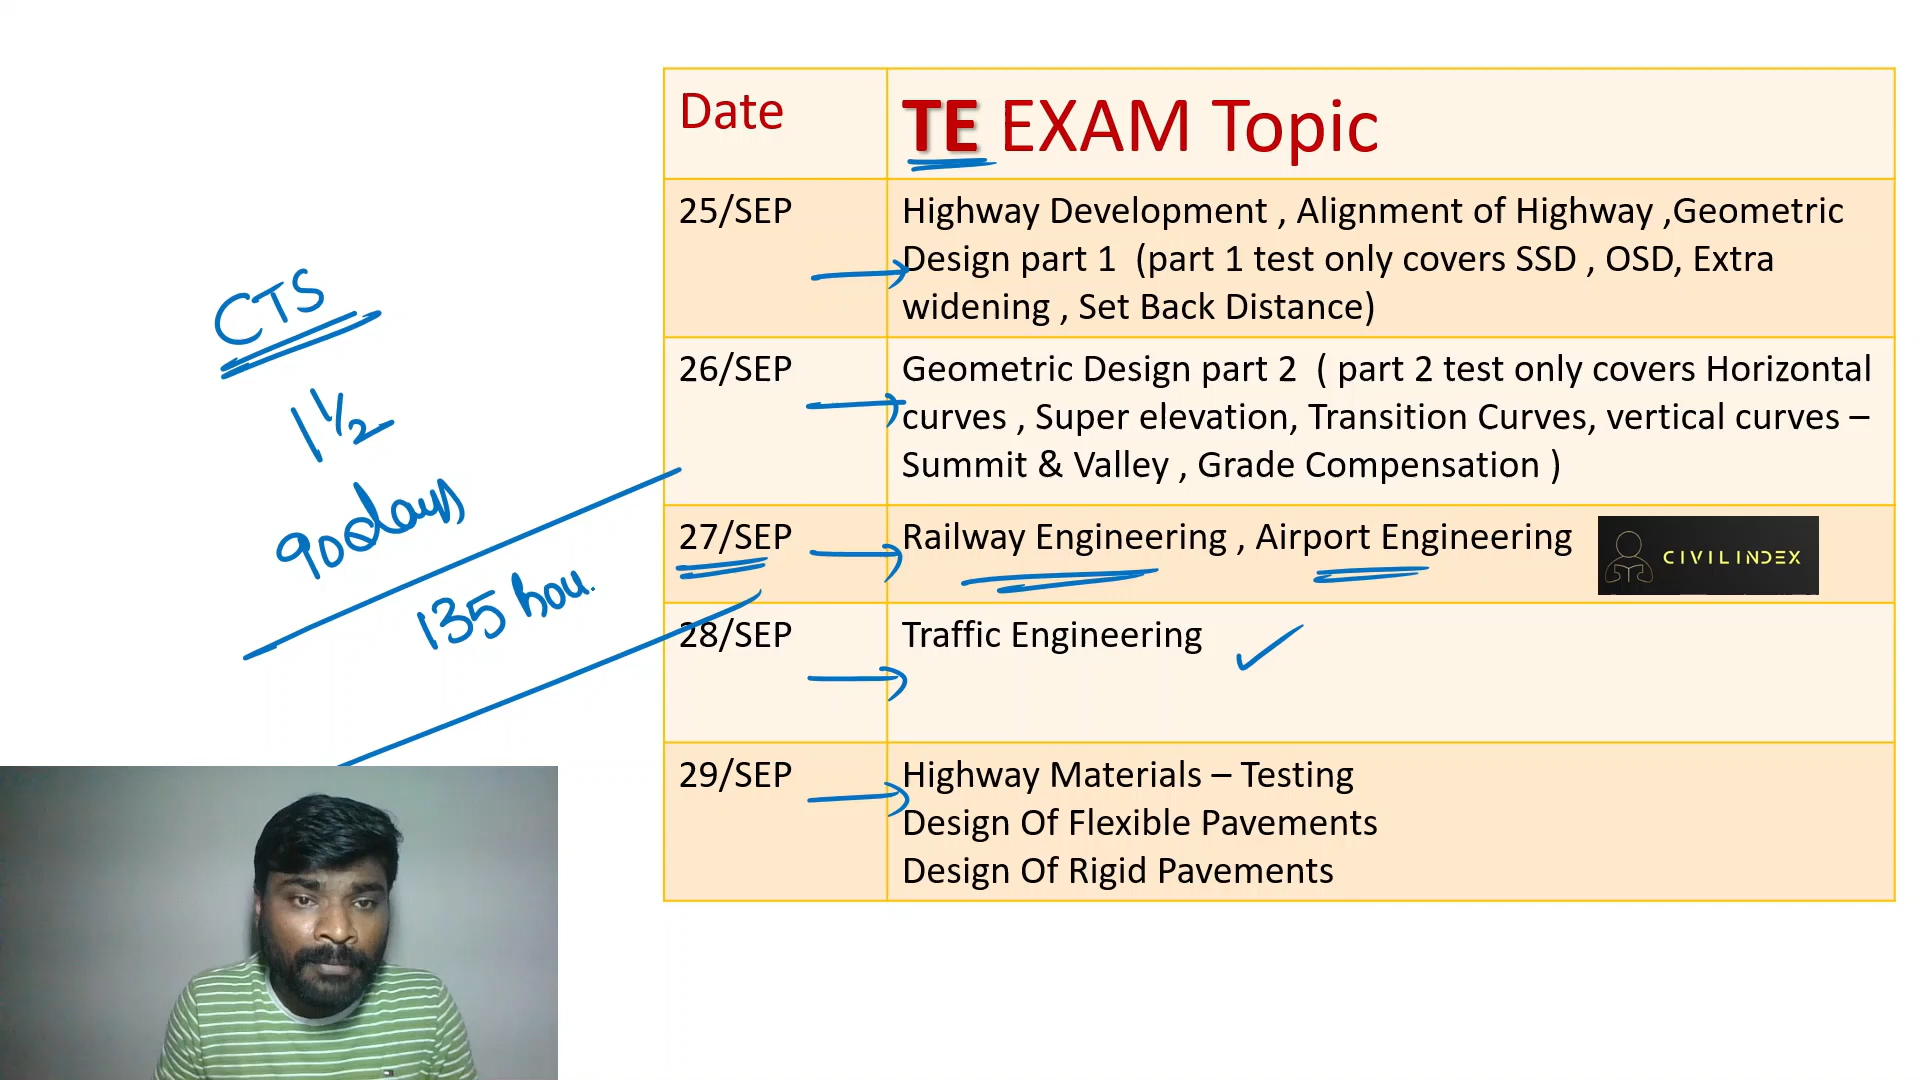 Date
TE EXAM Topic
25/SEP
Highway Development , Alignment of Highway ,Geometric
Design part 1 (part 1 test only covers SSD , OSD, Extra
widening , Set Back Distance)
26/SEP
Geometric Design part 2 ( part 2 test only covers Horizontal
curves , Super elevation, Transition Curves, vertical curves –
Summit & Valley , Grade Compensation )
27/SEP
Railway Engineering , Airport Engineering
CIVILINDEX
28/SEP
Traffic Engineering
29/SEP
Highway Materials – Testing
Design Of Flexible Pavements
Design Of Rigid Pavements
CTS
1 1/2
90 days
135 hou.